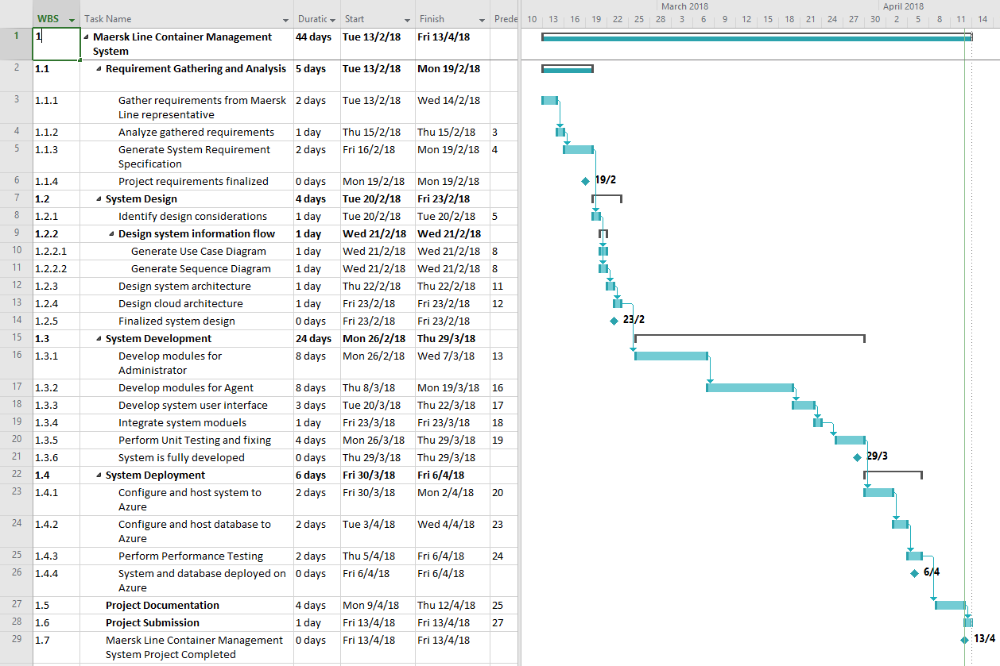 March 2018 April 2018
WBS Task Name Duratic Start Finish Prede 10 13 16 19 22 25 28 3 6 9 12 15 18 21 24 27 30 2 5 8 11 14
1 1 Maersk Line Container Management 44 days Tue 13/2/18 Fri 13/4/18
System
2 1.1 Requirement Gathering and Analysis 5 days Tue 13/2/18 Mon 19/2/18
3 1.1.1 Gather requirements from Maersk 2 days Tue 13/2/18 Wed 14/2/18
Line representative
4 1.1.2 Analyze gathered requirements 1 day Thu 15/2/18 Thu 15/2/18 3
5 1.1.3 Generate System Requirement 2 days Fri 16/2/18 Mon 19/2/18 4
Specification
6 1.1.4 Project requirements finalized 0 days Mon 19/2/18 Mon 19/2/18 19/2
7 1.2 System Design 4 days Tue 20/2/18 Fri 23/2/18
8 1.2.1 Identify design considerations 1 day Tue 20/2/18 Tue 20/2/18 5
9 1.2.2 Design system information flow 1 day Wed 21/2/18 Wed 21/2/18
10 1.2.2.1 Generate Use Case Diagram 1 day Wed 21/2/18 Wed 21/2/18 8
11 1.2.2.2 Generate Sequence Diagram 1 day Wed 21/2/18 Wed 21/2/18 8
12 1.2.3 Design system architecture 1 day Thu 22/2/18 Thu 22/2/18 11
13 1.2.4 Design cloud architecture 1 day Fri 23/2/18 Fri 23/2/18 12
14 1.2.5 Finalized system design 0 days Fri 23/2/18 Fri 23/2/18 23/2
15 1.3 System Development 24 days Mon 26/2/18 Thu 29/3/18
16 1.3.1 Develop modules for 8 days Mon 26/2/18 Wed 7/3/18 13
Administrator
17 1.3.2 Develop modules for Agent 8 days Thu 8/3/18 Mon 19/3/18 16
18 1.3.3 Develop system user interface 3 days Tue 20/3/18 Thu 22/3/18 17
19 1.3.4 Integrate system moduels 1 day Fri 23/3/18 Fri 23/3/18 18
20 1.3.5 Perform Unit Testing and fixing 4 days Mon 26/3/18 Thu 29/3/18 19
21 1.3.6 System is fully developed 0 days Thu 29/3/18 Thu 29/3/18 29/3
22 1.4 System Deployment 6 days Fri 30/3/18 Fri 6/4/18
23 1.4.1 Configure and host system to 2 days Fri 30/3/18 Mon 2/4/18 20
Azure
24 1.4.2 Configure and host database to 2 days Tue 3/4/18 Wed 4/4/18 23
Azure
25 1.4.3 Perform Performance Testing 2 days Thu 5/4/18 Fri 6/4/18 24
26 1.4.4 System and database deployed on 0 days Fri 6/4/18 Fri 6/4/18 6/4
Azure
27 1.5 Project Documentation 4 days Mon 9/4/18 Thu 12/4/18 25
28 1.6 Project Submission 1 day Fri 13/4/18 Fri 13/4/18 27
29 1.7 Maersk Line Container Management 0 days Fri 13/4/18 Fri 13/4/18 13/4
System Project Completed